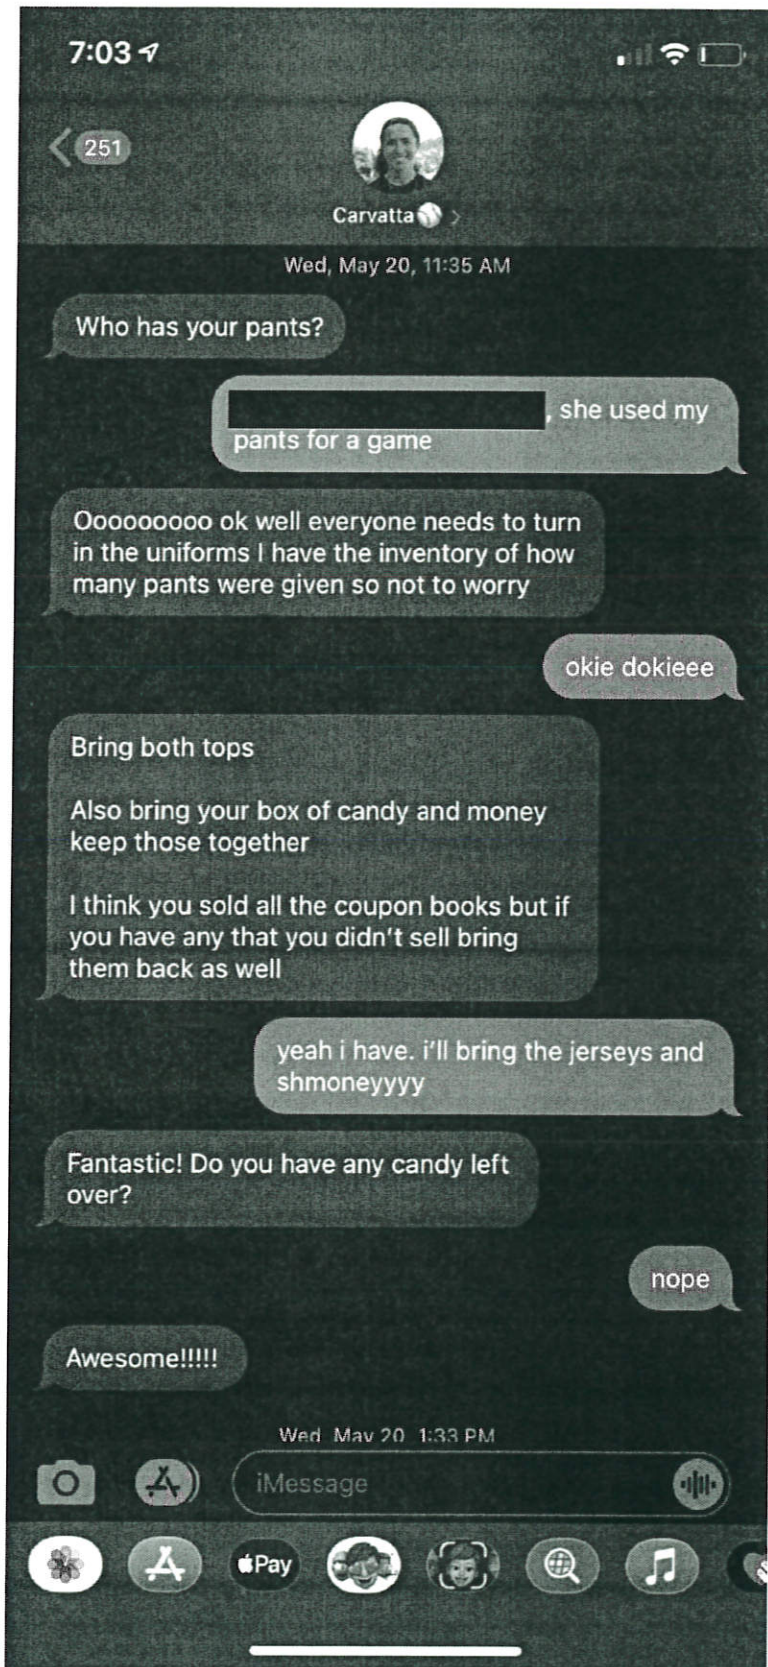 7:03
251
Carvatta
Wed, May 20, 11:35 AM
Who has your pants?
, she used my
pants for a game
Ooooooooo ok well everyone needs to turn
in the uniforms I have the inventory of how
many pants were given so not to worry
okie dokieee
Bring both tops
Also bring your box of candy and money
keep those together
I think you sold all the coupon books but if
you have any that you didn't sell bring
them back as well
yeah i have. i'll bring the jerseys and
shmoneyyyy
Fantastic! Do you have any candy left
over?
nope
Awesome!!!!!
Wed, May 20, 1:33 PM
iMessage
Pay